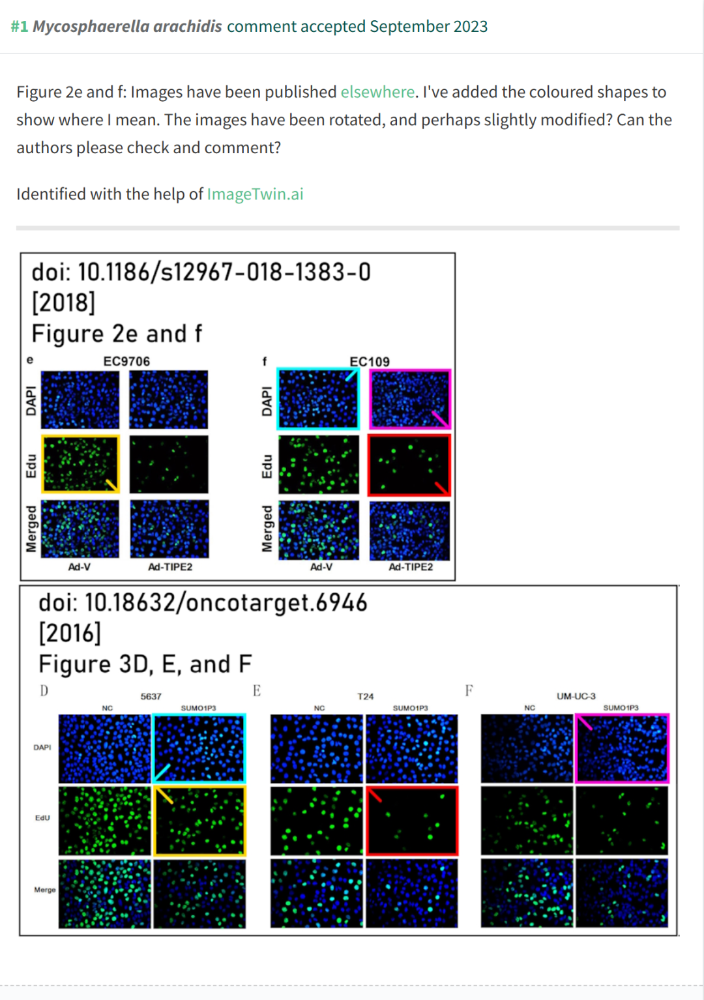 #1 Mycosphaerella arachidis comment accepted September 2023
Figure 2e and f: Images have been published elsewhere. I've added the coloured shapes to
show where I mean. The images have been rotated, and perhaps slightly modified? Can the
authors please check and comment?
Identified with the help of ImageTwin.ai
doi: 10.1186/s12967-018-1383-0
[2018]
Figure 2e and f
e EC9706 f EC109
DAPI DAPI
Edu Edu
Merged Merged
Ad-V Ad-TIPE2 Ad-V Ad-TIPE2
doi: 10.18632/oncotarget.6946
[2016]
Figure 3D, E, and F
D 5637 E T24 F UM-UC-3
NC SUMO1P3 NC SUMO1P3 NC SUMO1P3
DAPI
EdU
Merge